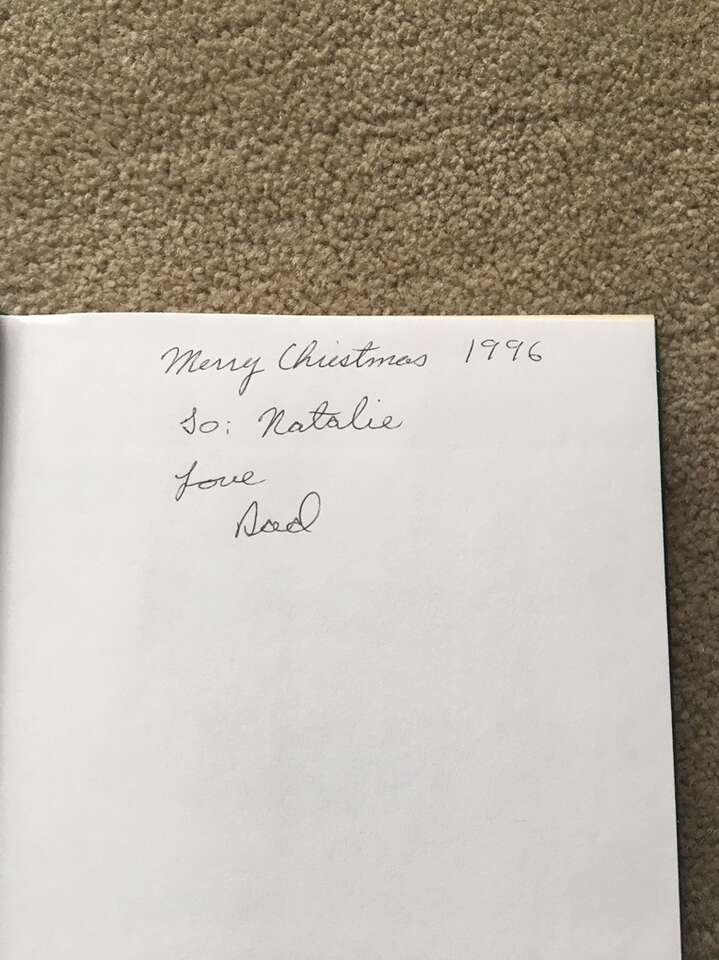 Merry Christmas 1996
To: Natalie
Love
Dad